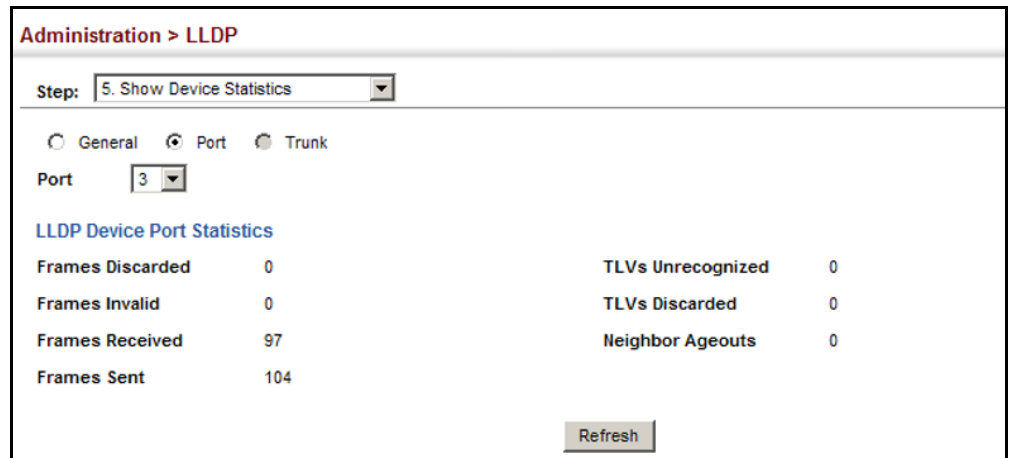 Administration > LLDP
Step: 5. Show Device Statistics
General Port Trunk
Port 3
LLDP Device Port Statistics
Frames Discarded 0 TLVs Unrecognized 0
Frames Invalid 0 TLVs Discarded 0
Frames Received 97 Neighbor Ageouts 0
Frames Sent 104
Refresh